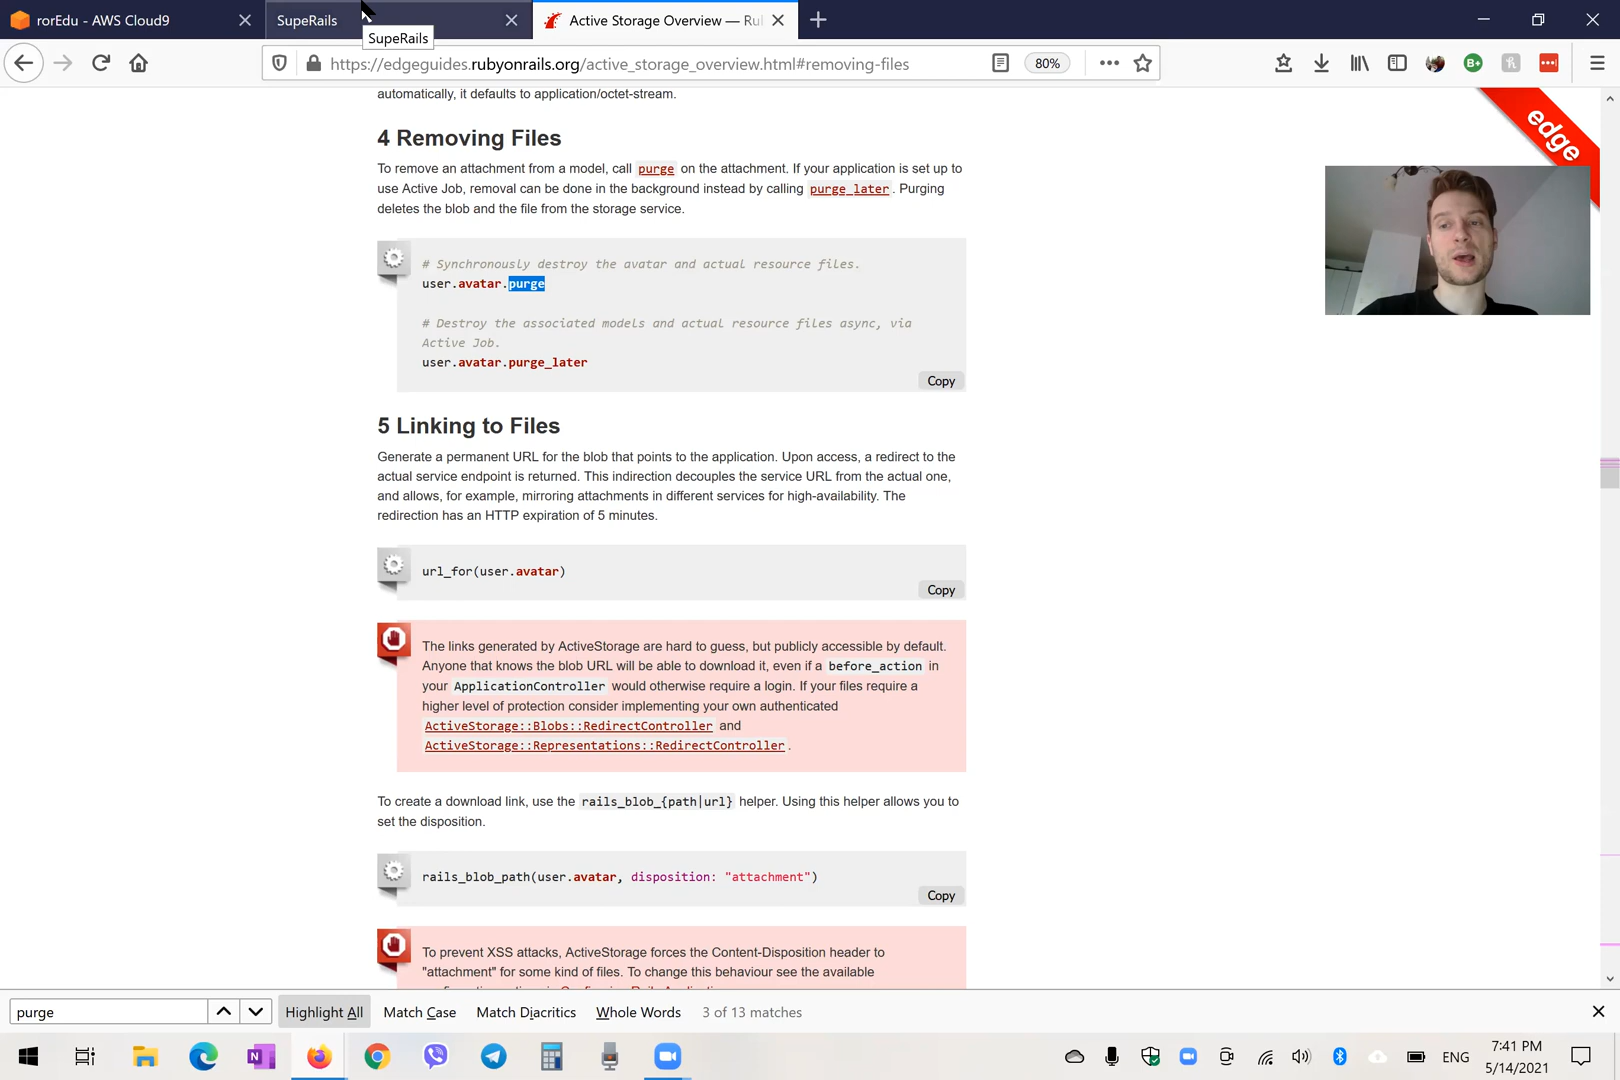 rorEdu - AWS Cloud9
SupeRails
Active Storage Overview — Ru
SupeRails
https://edgeguides.rubyonrails.org/active_storage_overview.html#removing-files
80%
automatically, it defaults to application/octet-stream.
edge
4 Removing Files
To remove an attachment from a model, call purge on the attachment. If your application is set up to
use Active Job, removal can be done in the background instead by calling purge_later. Purging
deletes the blob and the file from the storage service.
# Synchronously destroy the avatar and actual resource files.
user.avatar.purge
# Destroy the associated models and actual resource files async, via
Active Job.
user.avatar.purge_later
Copy
5 Linking to Files
Generate a permanent URL for the blob that points to the application. Upon access, a redirect to the
actual service endpoint is returned. This indirection decouples the service URL from the actual one,
and allows, for example, mirroring attachments in different services for high-availability. The
redirection has an HTTP expiration of 5 minutes.
url_for(user.avatar)
Copy
The links generated by ActiveStorage are hard to guess, but publicly accessible by default.
Anyone that knows the blob URL will be able to download it, even if a before_action in
your ApplicationController would otherwise require a login. If your files require a
higher level of protection consider implementing your own authenticated
ActiveStorage::Blobs::RedirectController and
ActiveStorage::Representations::RedirectController.
To create a download link, use the rails_blob_{path|url} helper. Using this helper allows you to
set the disposition.
rails_blob_path(user.avatar, disposition: "attachment")
Copy
To prevent XSS attacks, ActiveStorage forces the Content-Disposition header to
"attachment" for some kind of files. To change this behaviour see the available
purge
Highlight All
Match Case
Match Diacritics
Whole Words
3 of 13 matches
ENG
7:41 PM
5/14/2021